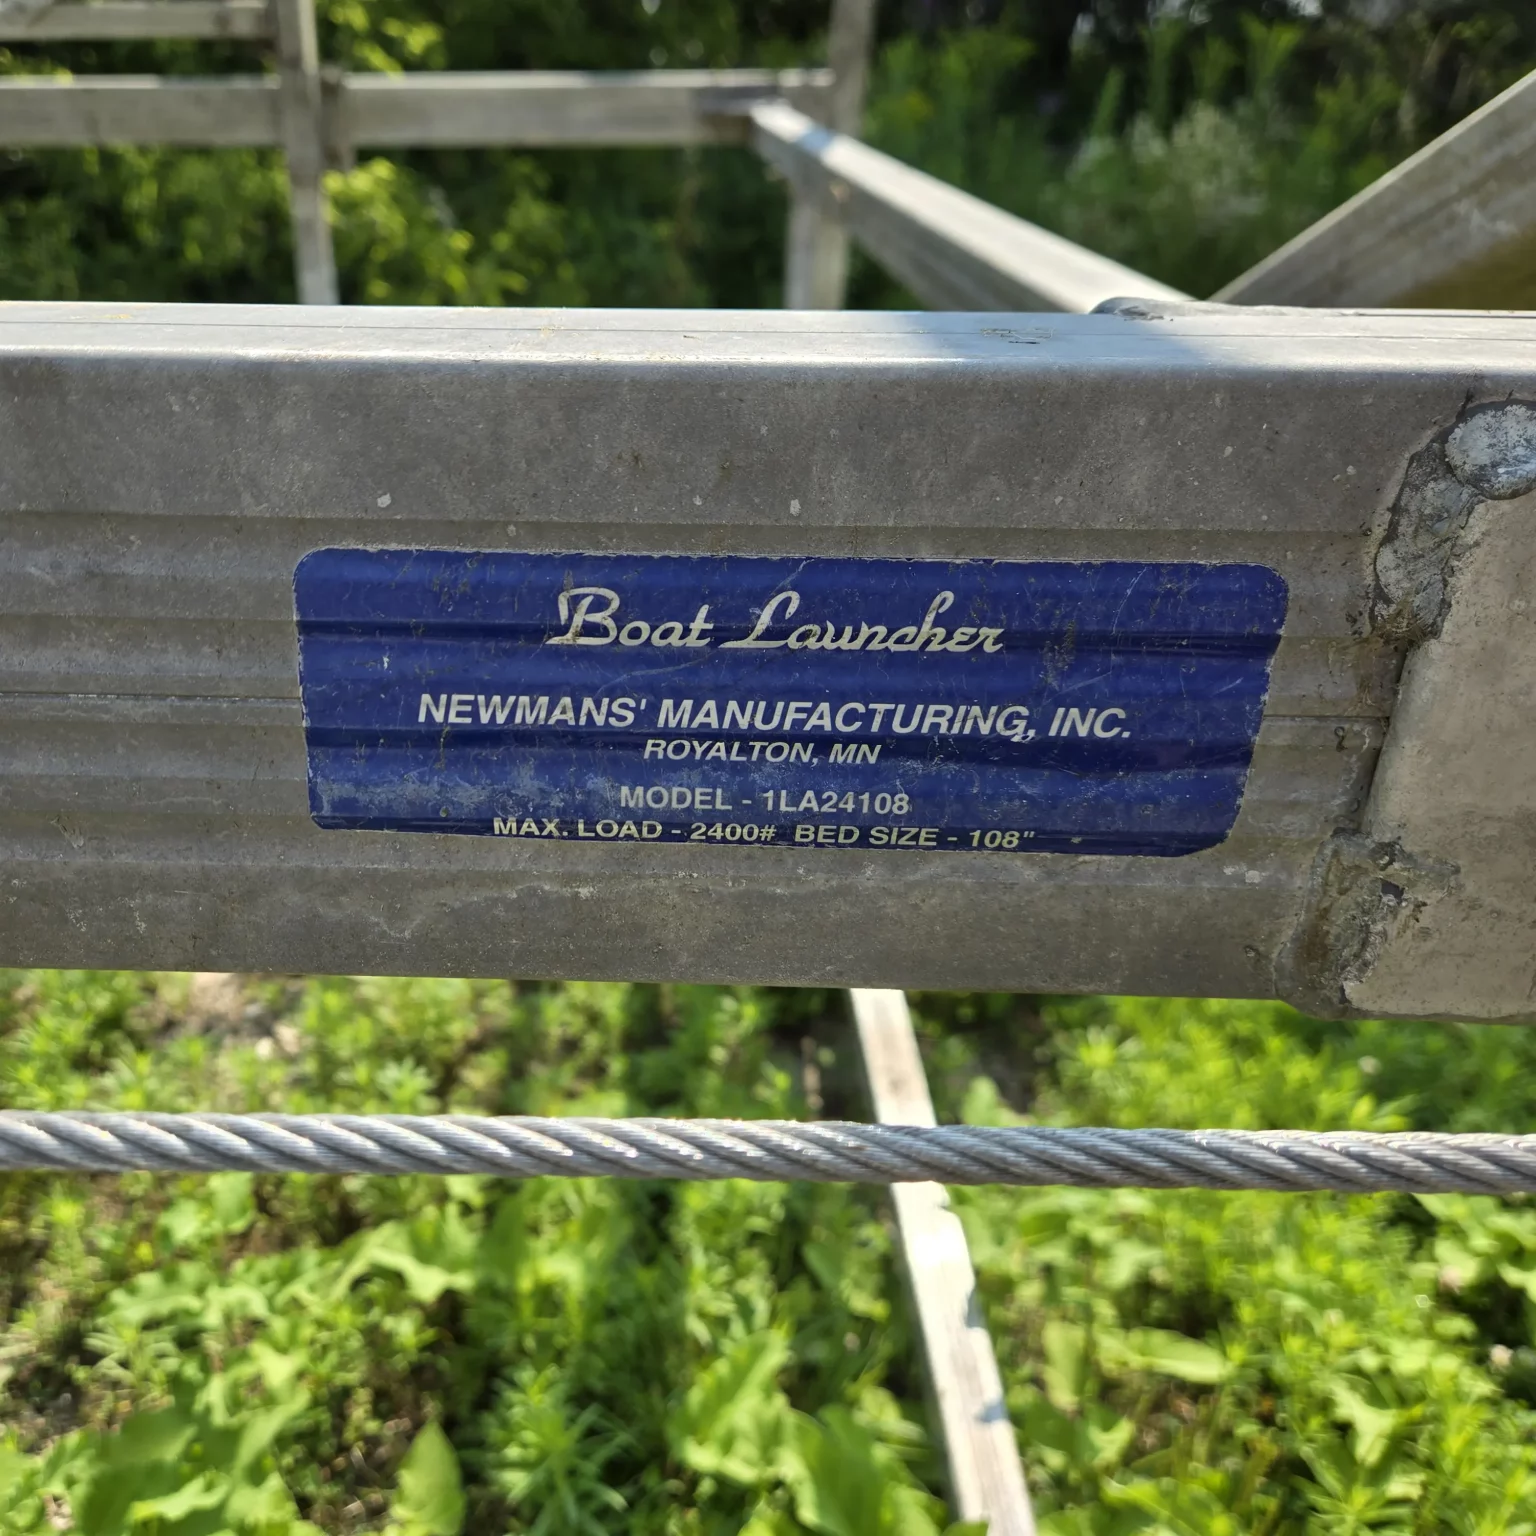 Boat Launcher
NEWMANS' MANUFACTURING, INC.
ROYALTON, MN
MODEL - 1LA24108
MAX. LOAD - 2400# BED SIZE - 108"